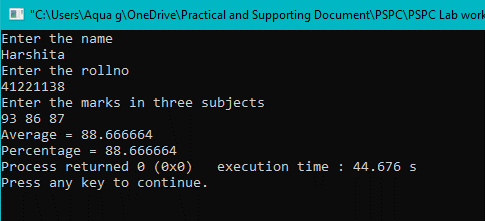 "C:\Users\Aqua g\OneDrive\Practical and Supporting Document\PSPC\PSPC Lab work
Enter the name
Harshita
Enter the rollno
41221138
Enter the marks in three subjects
93 86 87
Average = 88.666664
Percentage = 88.666664
Process returned 0 (0x0)   execution time : 44.676 s
Press any key to continue.